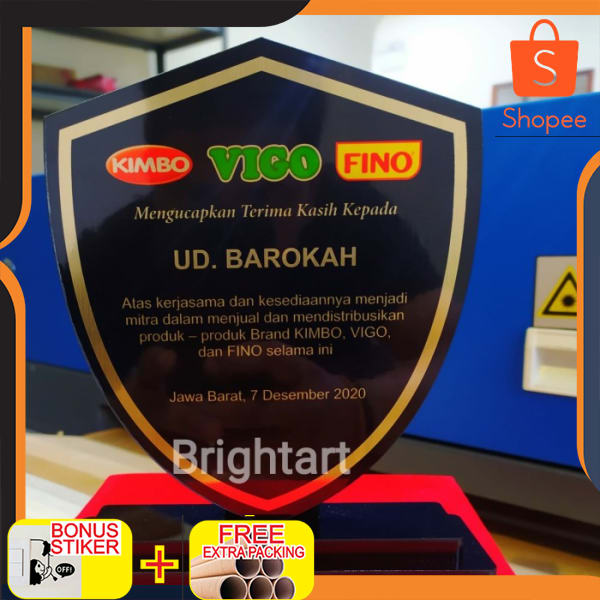 Shopee
KIMBO VIGO FINO
Mengucapkan Terima Kasih Kepada
UD. BAROKAH
Atas kerjasama dan kesediaannya menjadi
mitra dalam menjual dan mendistribusikan
produk – produk Brand KIMBO, VIGO,
dan FINO selama ini
Jawa Barat, 7 Desember 2020
Brightart
BONUS
STIKER
OFF!
+
FREE
EXTRA PACKING